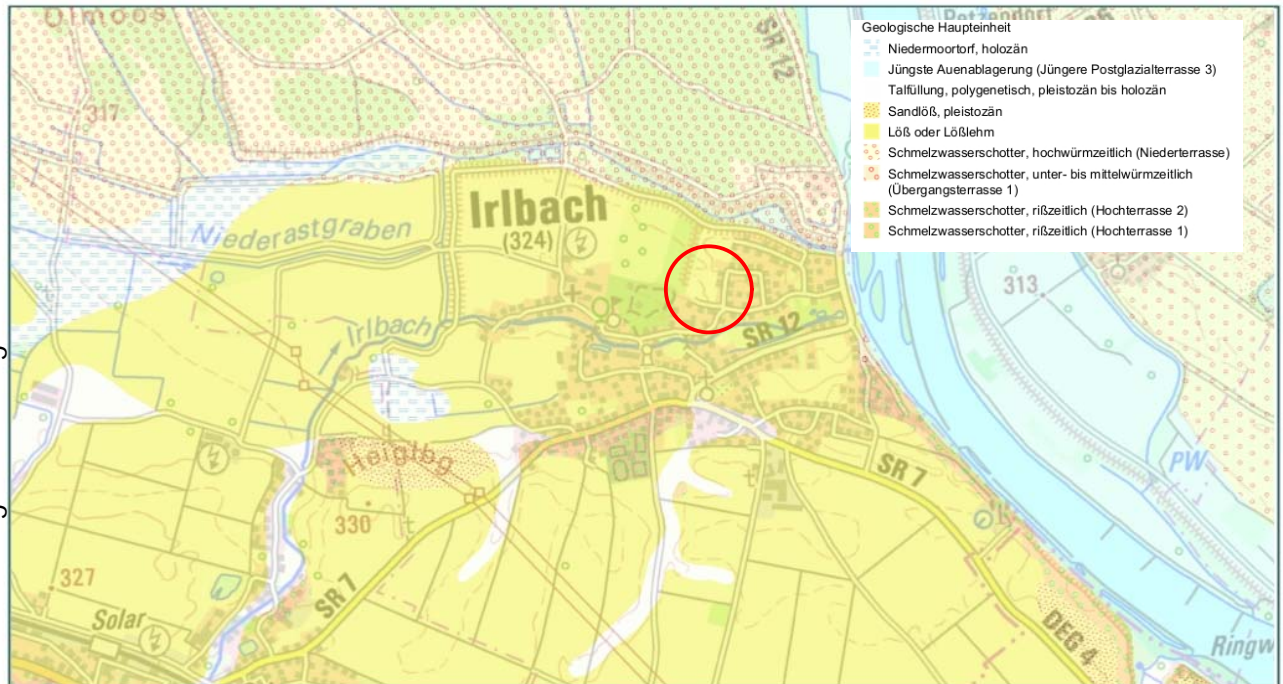 Olmoos
SR 12
Geologische Haupteinheit
Niedermoortorf, holozän
Jüngste Auenablagerung (Jüngere Postglazialterrasse 3)
Talfüllung, polygenetisch, pleistozän bis holozän
Sandlöß, pleistozän
Löß oder Lößlehm
Schmelzwasserschotter, hochwürmzeitlich (Niederterrasse)
Schmelzwasserschotter, unter- bis mittelwürmzeitlich
(Übergangsterrasse 1)
Schmelzwasserschotter, rißzeitlich (Hochterrasse 2)
Schmelzwasserschotter, rißzeitlich (Hochterrasse 1)
317
Irlbach
(324)
Niederastgraben
313
Irlbach
SR 12
Heiglbg
SR 7
PW
330
327
SR 7
Solar
DEG 4
Ringw